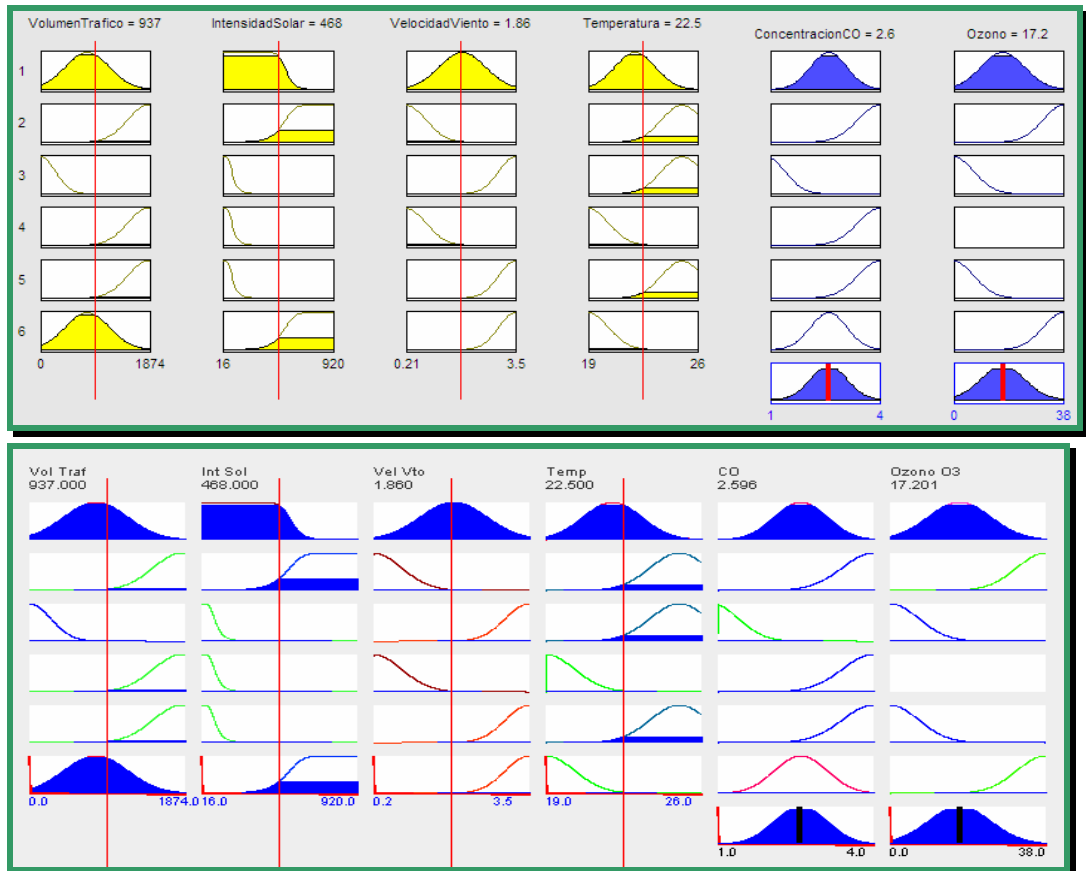 VolumenTrafico = 937 IntensidadSolar = 468 VelocidadViento = 1.86 Temperatura = 22.5 ConcentracionCO = 2.6 Ozono = 17.2
1
2
3
4
5
6
0 1874 16 920 0.21 3.5 19 26
1 4 0 38
Vol Traf Int Sol Vel Vto Temp CO Ozono O3
937.000 468.000 1.860 22.500 2.596 17.201
0.0 1874.0 16.0 920.0 0.2 3.5 19.0 26.0
1.0 4.0 0.0 38.0